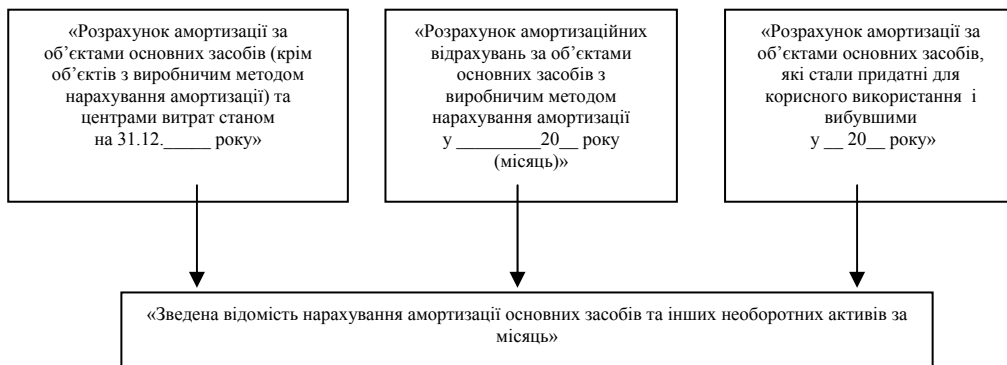 «Розрахунок амортизації за
об’єктами основних засобів (крім
об’єктів з виробничим методом
нарахування амортизації) та
центрами витрат станом
на 31.12._____ року»
«Розрахунок амортизаційних
відрахувань за об’єктами
основних засобів з
виробничим методом
нарахування амортизації
у _________20__ року
(місяць)»
«Розрахунок амортизації за
об’єктами основних засобів,
які стали придатні для
корисного використання і
вибувшими
у __ 20__ року»
«Зведена відомість нарахування амортизації основних засобів та інших необоротних активів за
місяць»